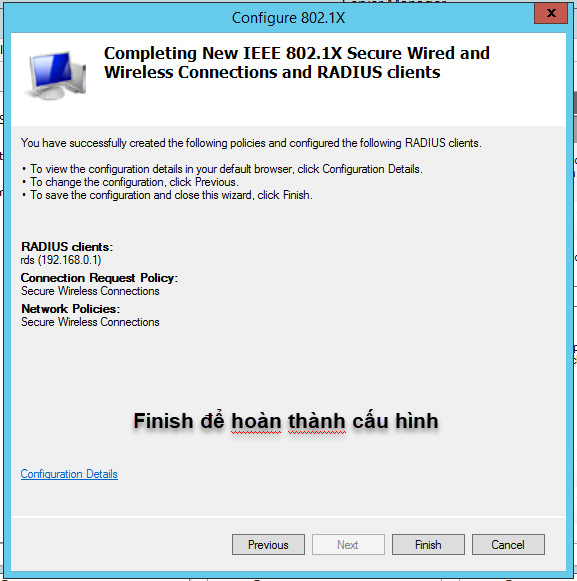 Server Manager
Configure 802.1X
x
Completing New IEEE 802.1X Secure Wired and
Wireless Connections and RADIUS clients
You have successfully created the following policies and configured the following RADIUS clients.
• To view the configuration details in your default browser, click Configuration Details.
• To change the configuration, click Previous.
• To save the configuration and close this wizard, click Finish.
RADIUS clients:
rds (192.168.0.1)
Connection Request Policy:
Secure Wireless Connections
Network Policies:
Secure Wireless Connections
Finish để hoàn thành cấu hình
Configuration Details
Previous Next Finish Cancel